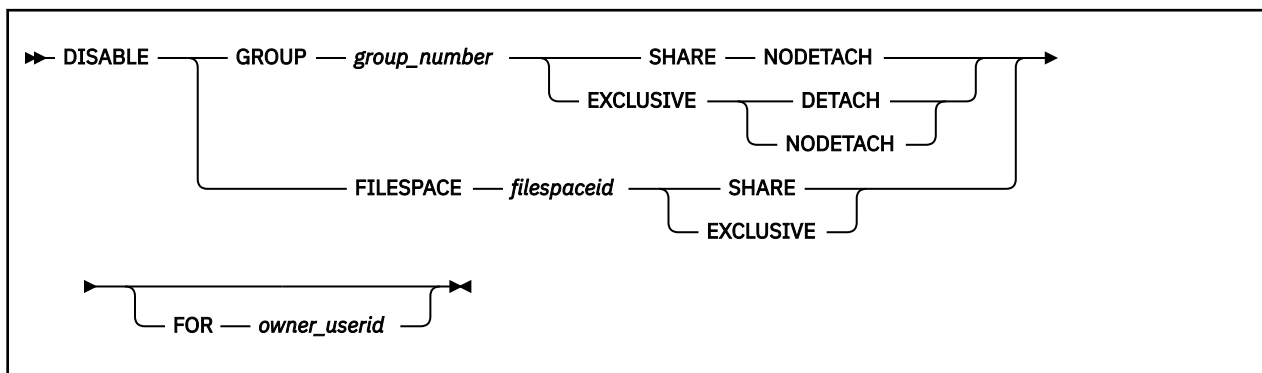 DISABLE GROUP group_number SHARE NODETACH
EXCLUSIVE DETACH
NODETACH
FILESPACE filespaceid SHARE
EXCLUSIVE
FOR owner_userid